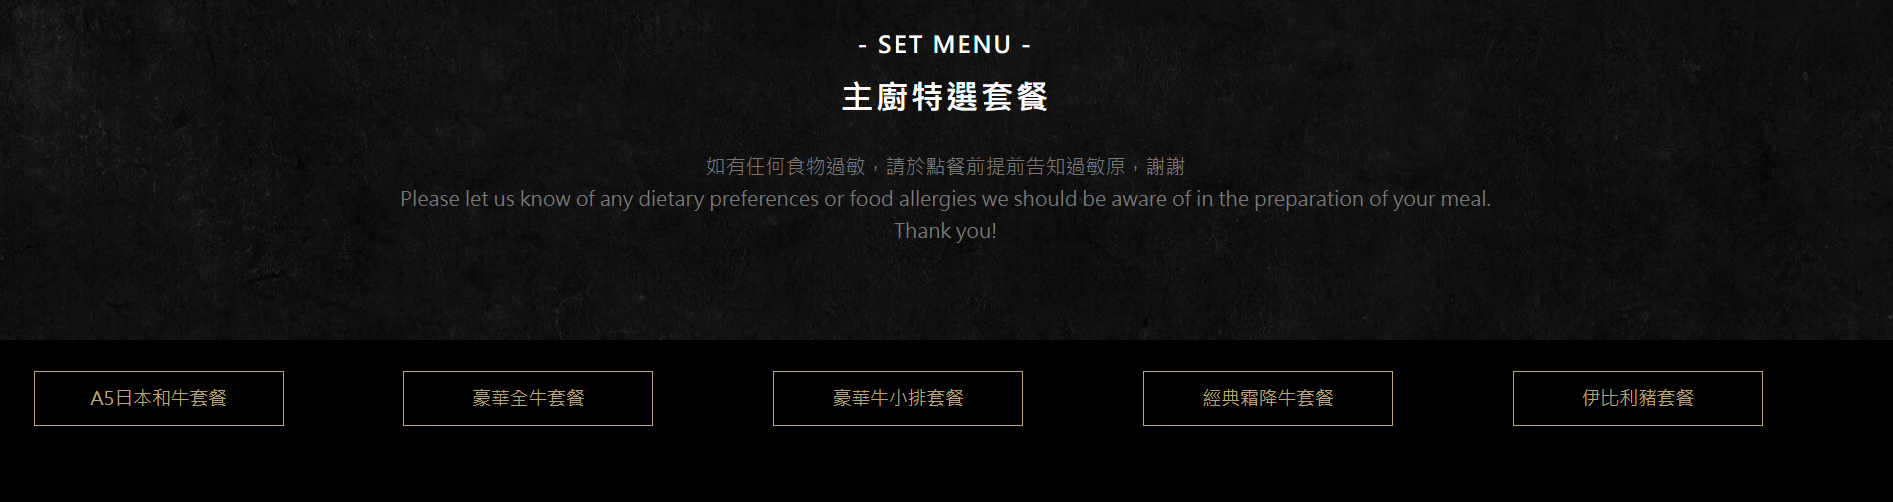 - SET MENU -
主廚特選套餐
如有任何食物過敏，請於點餐前提前告知過敏原，謝謝
Please let us know of any dietary preferences or food allergies we should be aware of in the preparation of your meal.
Thank you!
A5日本和牛套餐
豪華全牛套餐
豪華牛小排套餐
經典霜降牛套餐
伊比利豬套餐